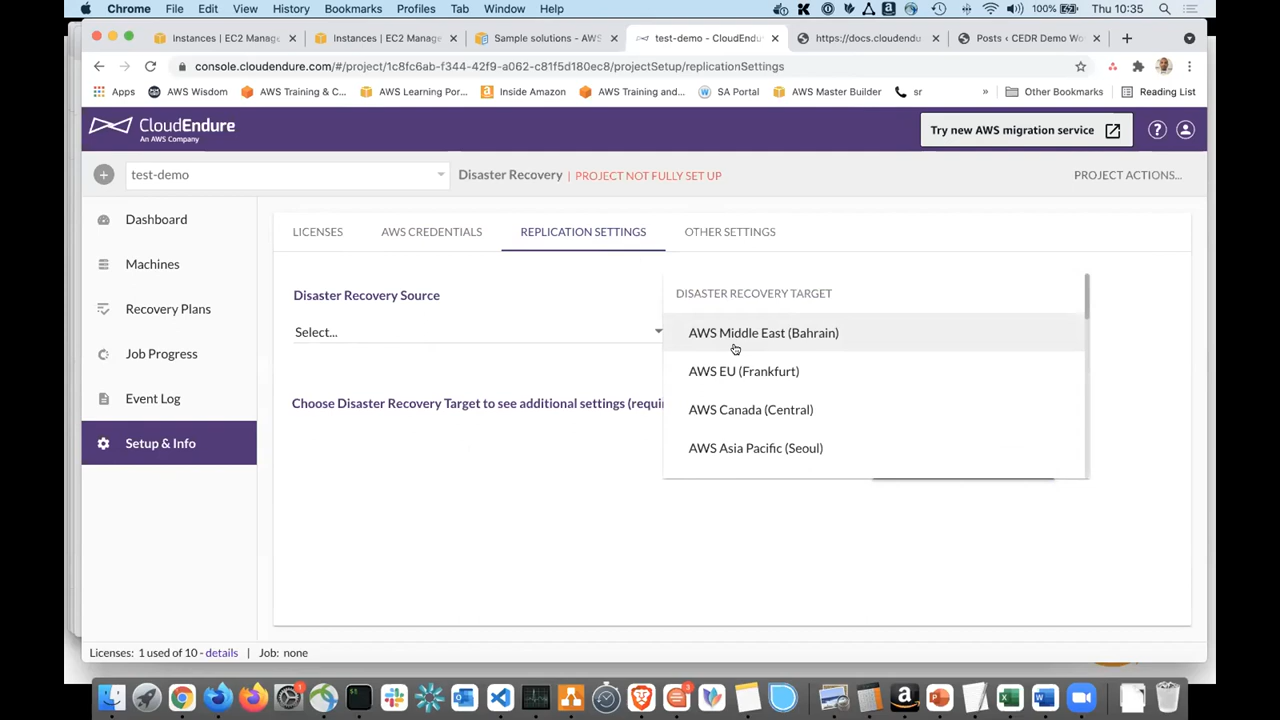 Chrome File Edit View History Bookmarks Profiles Tab Window Help 100% Thu 10:35
Instances | EC2 Manage
Instances | EC2 Manage
Sample solutions - AWS
test-demo - CloudEndu
https://docs.cloudendu
Posts ‹ CEDR Demo Wo
console.cloudendure.com/#/project/1c8fc6ab-f344-42f9-a062-c81f5d180ec8/projectSetup/replicationSettings
Apps AWS Wisdom AWS Training & C... AWS Learning Por... Inside Amazon AWS Training and... SA Portal AWS Master Builder sr » Other Bookmarks Reading List
CloudEndure
An AWS Company
Try new AWS migration service
test-demo
Disaster Recovery | PROJECT NOT FULLY SET UP
PROJECT ACTIONS...
Dashboard
Machines
Recovery Plans
Job Progress
Event Log
Setup & Info
LICENSES AWS CREDENTIALS REPLICATION SETTINGS OTHER SETTINGS
Disaster Recovery Source
Select...
DISASTER RECOVERY TARGET
AWS Middle East (Bahrain)
AWS EU (Frankfurt)
AWS Canada (Central)
AWS Asia Pacific (Seoul)
Choose Disaster Recovery Target to see additional settings (requi
Licenses: 1 used of 10 - details | Job: none